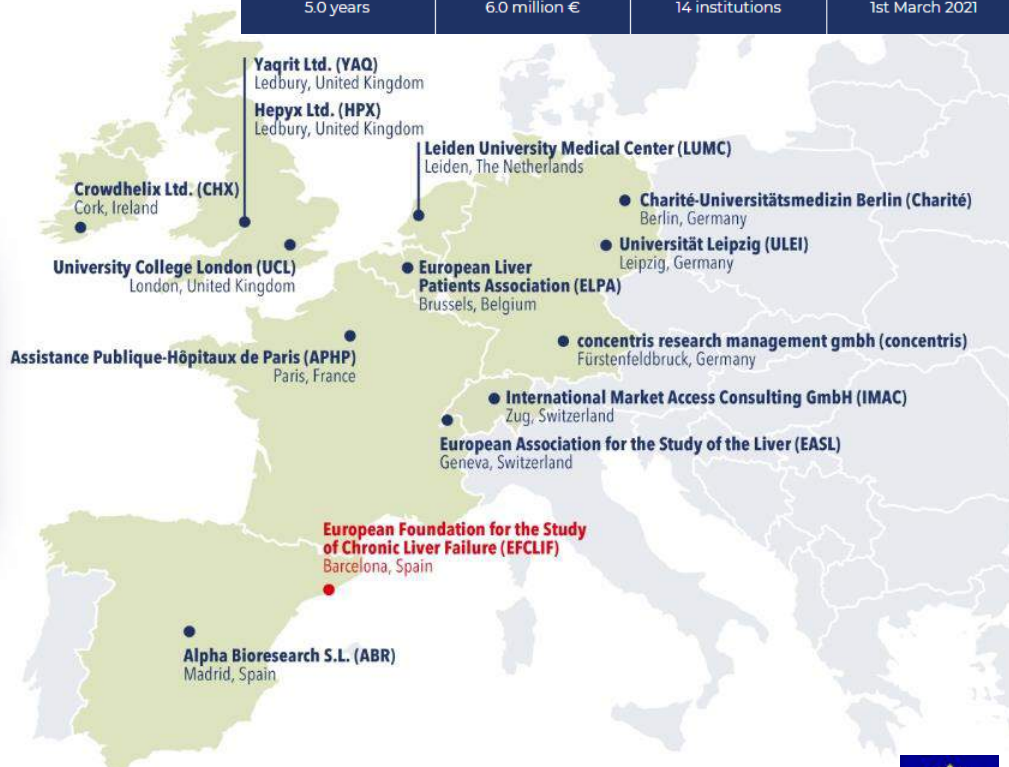 5.0 years
6.0 million €
14 institutions
1st March 2021
Yaqrit Ltd. (YAQ)
Ledbury, United Kingdom
Hepyx Ltd. (HPX)
Ledbury, United Kingdom
Leiden University Medical Center (LUMC)
Leiden, The Netherlands
Crowdhelix Ltd. (CHX)
Cork, Ireland
Charité-Universitätsmedizin Berlin (Charité)
Berlin, Germany
Universität Leipzig (ULEI)
Leipzig, Germany
University College London (UCL)
London, United Kingdom
European Liver
Patients Association (ELPA)
Brussels, Belgium
concentris research management gmbh (concentris)
Fürstenfeldbruck, Germany
Assistance Publique-Hôpitaux de Paris (APHP)
Paris, France
International Market Access Consulting GmbH (IMAC)
Zug, Switzerland
European Association for the Study of the Liver (EASL)
Geneva, Switzerland
European Foundation for the Study
of Chronic Liver Failure (EFCLIF)
Barcelona, Spain
Alpha Bioresearch S.L. (ABR)
Madrid, Spain